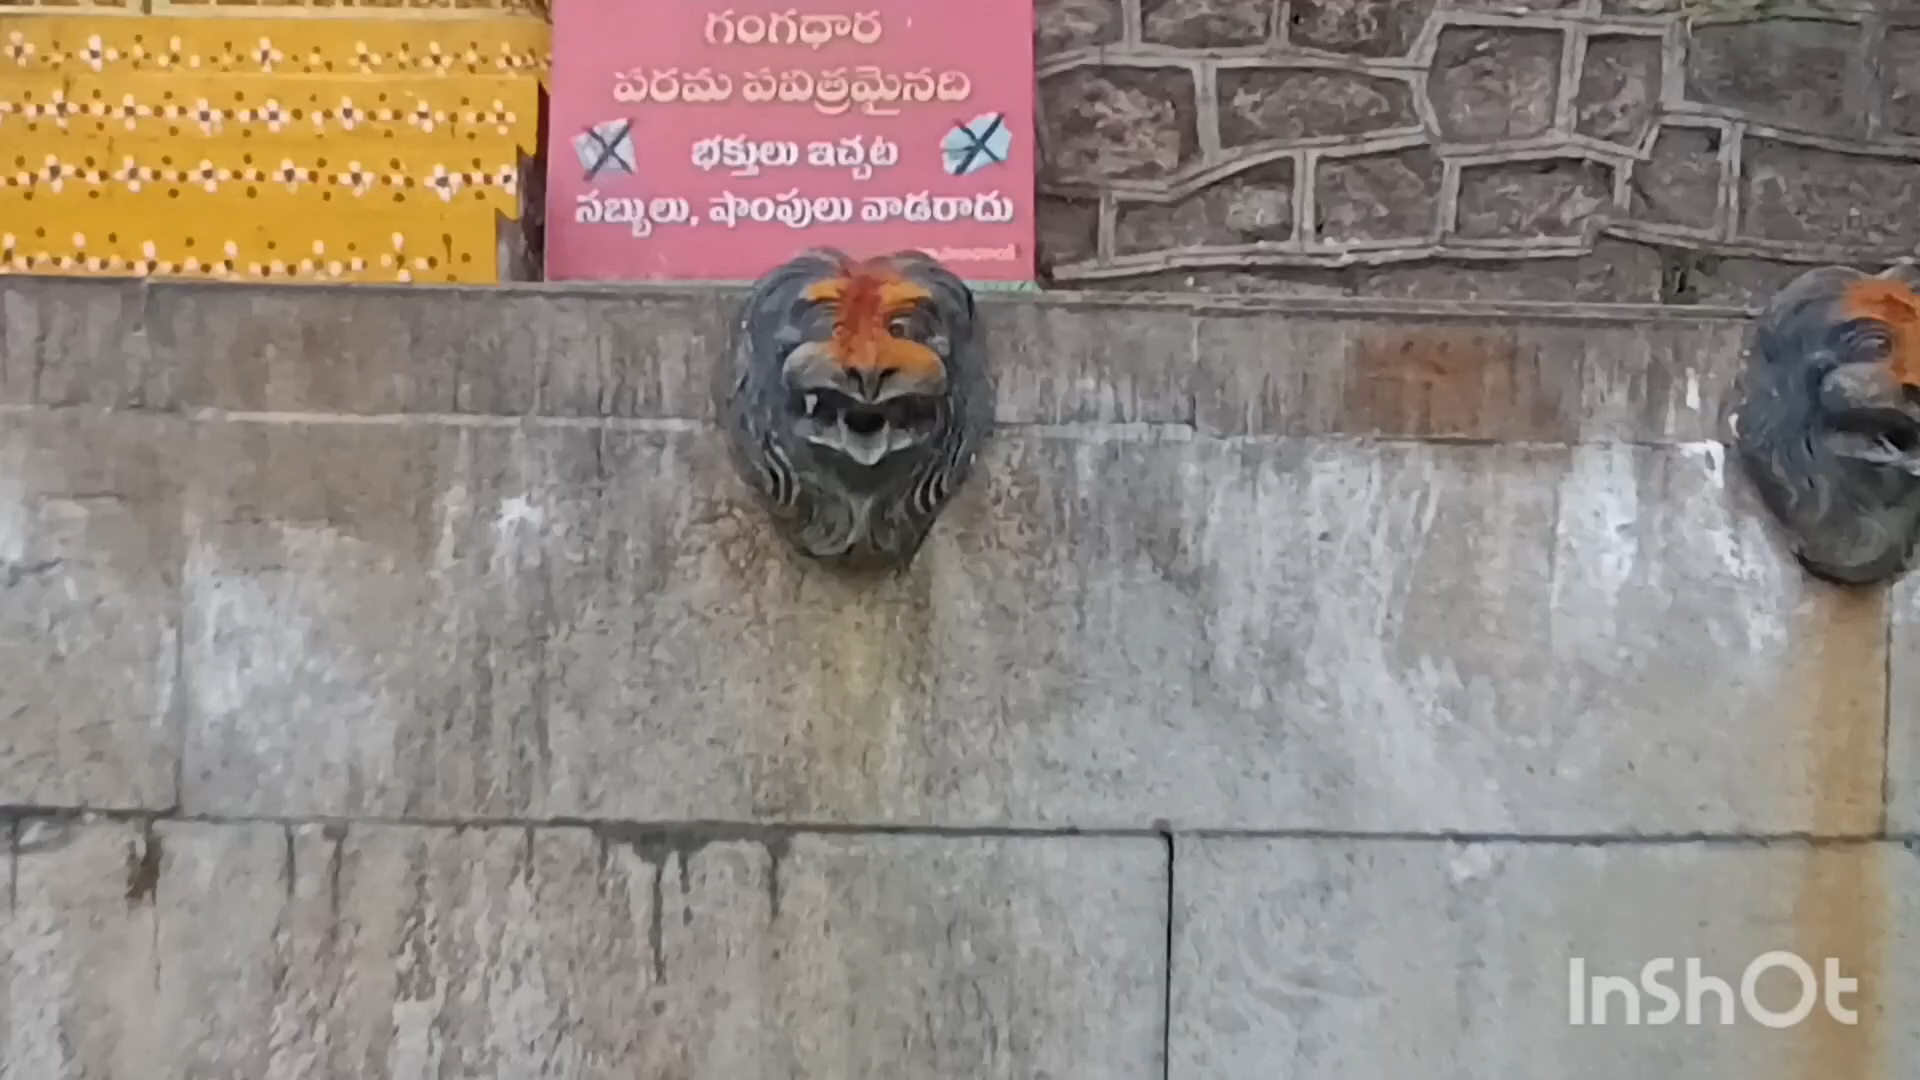 గంగధార
పరమ పవిత్రమైనది
భక్తులు ఇచ్చట
సబ్బులు, షాంపులు వాడరాదు
InShOt